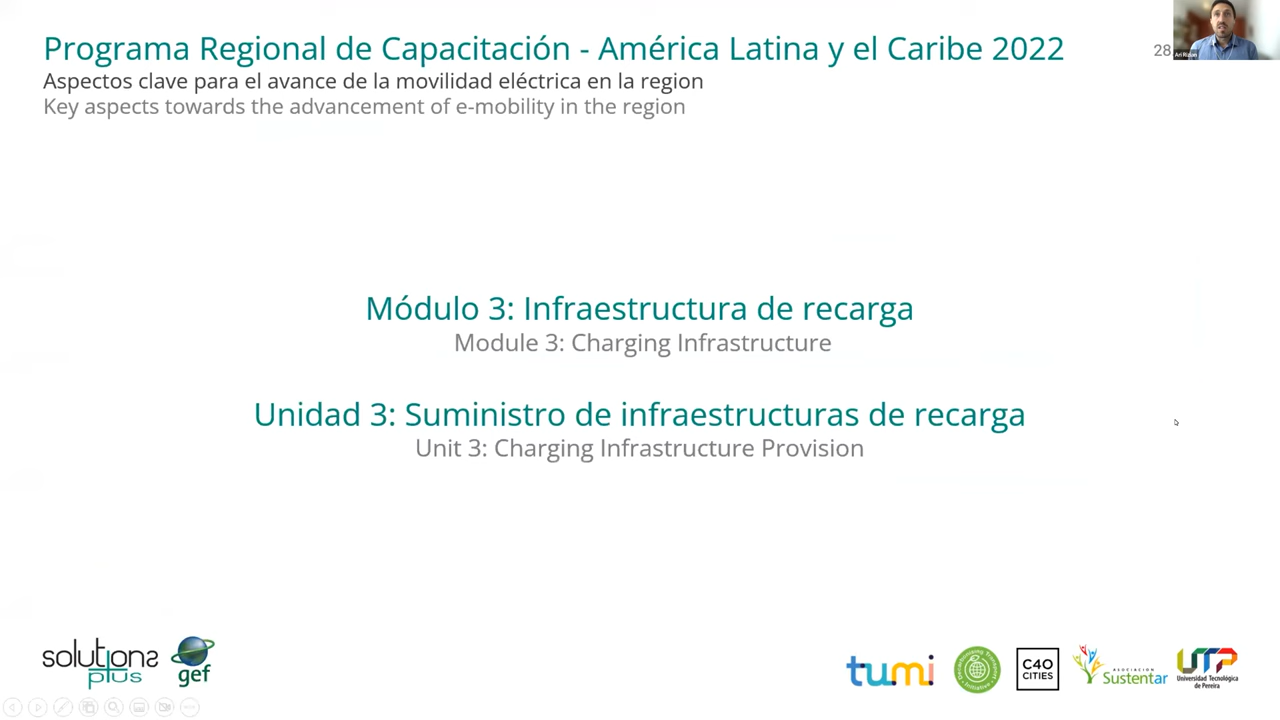 Programa Regional de Capacitación - América Latina y el Caribe 2022
28
Aspectos clave para el avance de la movilidad eléctrica en la region
Key aspects towards the advancement of e-mobility in the region
Módulo 3: Infraestructura de recarga
Module 3: Charging Infrastructure
Unidad 3: Suministro de infraestructuras de recarga
Unit 3: Charging Infrastructure Provision
solutions
plus
gef
tumi
C40
CITIES
ASOCIACIÓN
Sustentar
UTP
Universidad Tecnológica
de Pereira